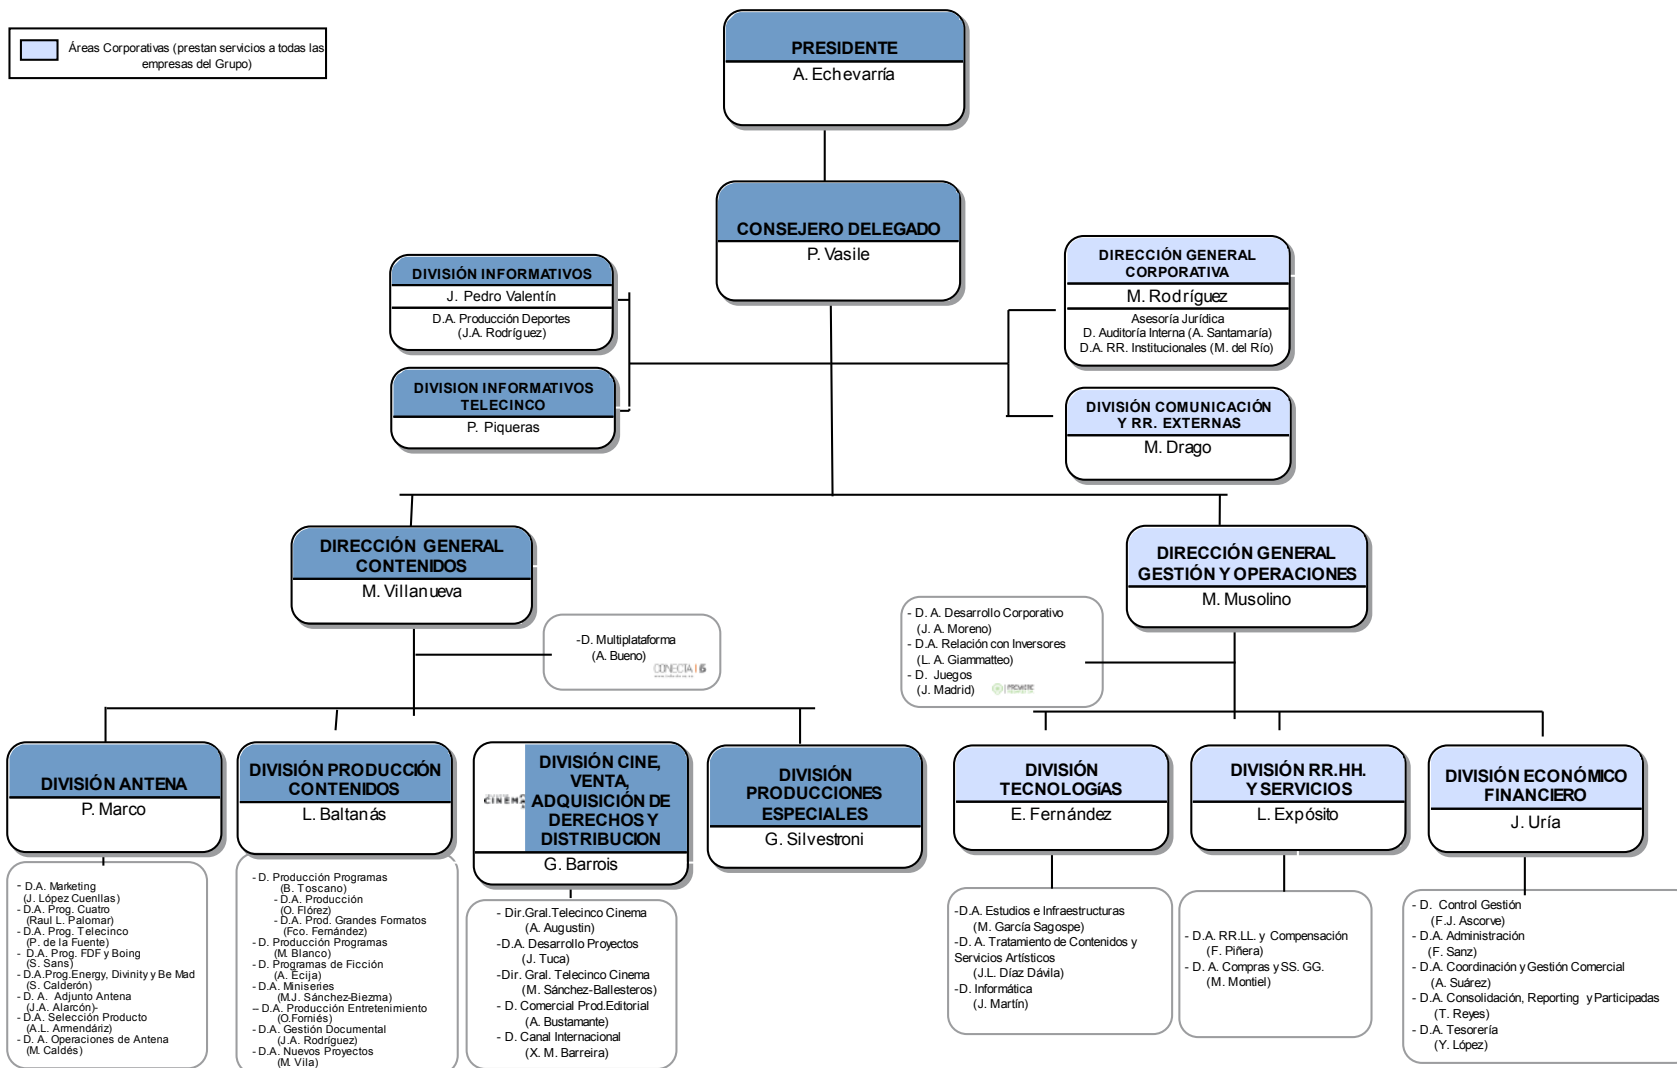 Áreas Corporativas (prestan servicios a todas las
empresas del Grupo)
PRESIDENTE
A. Echevarría
CONSEJERO DELEGADO
P. Vasile
DIVISIÓN INFORMATIVOS
J. Pedro Valentín
D.A. Producción Deportes
(J.A. Rodríguez)
DIVISION INFORMATIVOS
TELECINCO
P. Piqueras
DIRECCIÓN GENERAL
CORPORATIVA
M. Rodríguez
Asesoría Jurídica
D. Auditoría Interna (A. Santamaría)
D.A. RR. Institucionales (M. del Río)
DIVISIÓN COMUNICACIÓN
Y RR. EXTERNAS
M. Drago
DIRECCIÓN GENERAL
CONTENIDOS
M. Villanueva
-D. Multiplataforma
(A. Bueno)
CONECTA 5
DIRECCIÓN GENERAL
GESTIÓN Y OPERACIONES
M. Musolino
- D. A. Desarrollo Corporativo
(J. A. Moreno)
- D.A. Relación con Inversores
(L. A. Giammatteo)
- D. Juegos
(J. Madrid)
DIVISIÓN ANTENA
P. Marco
- D.A. Marketing
(J. López Cuenllas)
- D.A. Prog. Cuatro
(Raul L. Palomar)
- D.A. Prog. Telecinco
(P. de la Fuente)
- D.A. Prog. FDF y Boing
(S. Sans)
- D.A.Prog.Energy, Divinity y Be Mad
(S. Calderón)
- D. A. Adjunto Antena
(J.A. Alarcón)-
- D.A. Selección Producto
(A.L. Armendáriz)
- D. A. Operaciones de Antena
(M. Caldés)
DIVISIÓN PRODUCCIÓN
CONTENIDOS
L. Baltanás
- D. Producción Programas
(B. Toscano)
- D.A. Producción
(O. Flórez)
- D.A. Prod. Grandes Formatos
(Fco. Fernández)
- D. Producción Programas
(M. Blanco)
- D. Programas de Ficción
(A. Écija)
- D.A. Miniseries
(M.J. Sánchez-Biezma)
– D.A. Producción Entretenimiento
(O.Forniés)
- D.A. Gestión Documental
(J.A. Rodríguez)
- D.A. Nuevos Proyectos
(M. Vila)
CINEMA
DIVISIÓN CINE,
VENTA,
ADQUISICIÓN DE
DERECHOS Y
DISTRIBUCION
G. Barrois
- Dir.Gral.Telecinco Cinema
(A. Augustin)
-D.A. Desarrollo Proyectos
(J. Tuca)
-Dir. Gral. Telecinco Cinema
(M. Sánchez-Ballesteros)
- D. Comercial Prod.Editorial
(A. Bustamante)
- D. Canal Internacional
(X. M. Barreira)
DIVISIÓN
PRODUCCIONES
ESPECIALES
G. Silvestroni
DIVISIÓN
TECNOLOGíAS
E. Fernández
-D.A. Estudios e Infraestructuras
(M. García Sagospe)
-D. A. Tratamiento de Contenidos y
Servicios Artísticos
(J.L. Díaz Dávila)
-D. Informática
(J. Martín)
DIVISIÓN RR.HH.
Y SERVICIOS
L. Expósito
- D.A. RR.LL. y Compensación
(F. Piñera)
- D. A. Compras y SS. GG.
(M. Montiel)
DIVISIÓN ECONÓMICO
FINANCIERO
J. Uría
- D. Control Gestión
(F.J. Ascorve)
- D.A. Administración
(F. Sanz)
- D.A. Coordinación y Gestión Comercial
(A. Suárez)
- D.A. Consolidación, Reporting y Participadas
(T. Reyes)
- D.A. Tesorería
(Y. López)